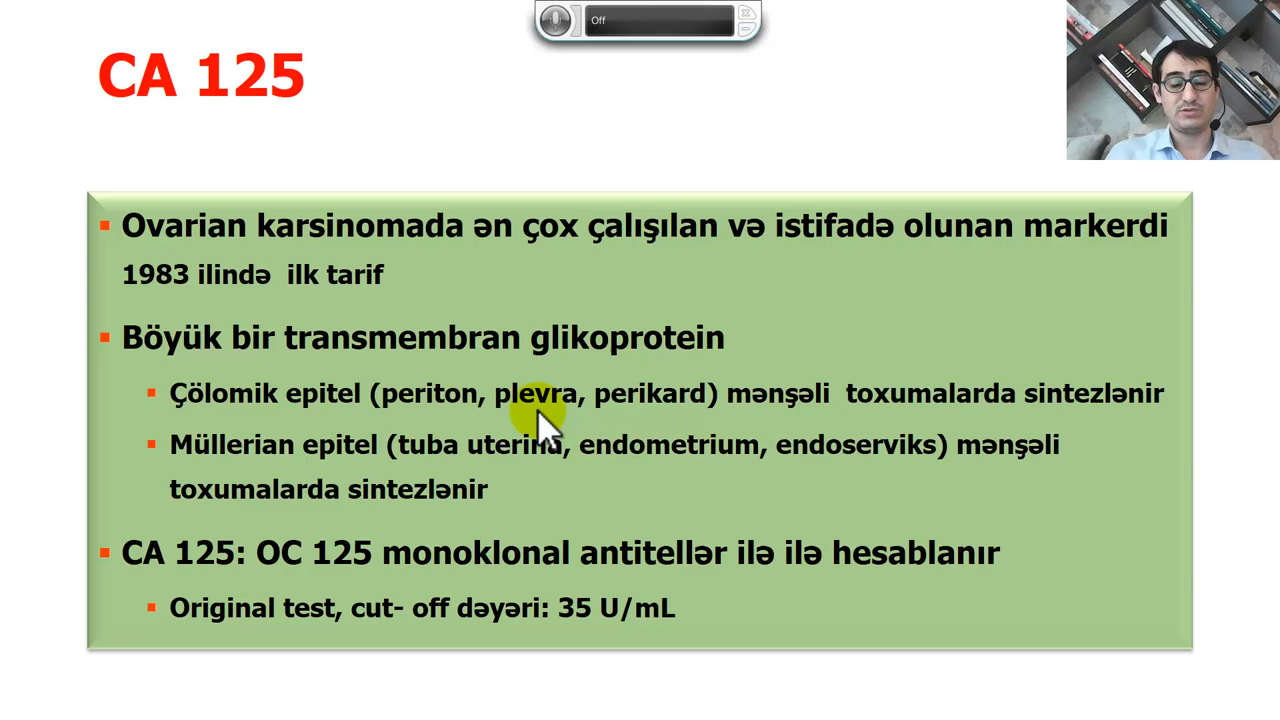 Off
CA 125
Ovarian karsinomada ən çox çalışılan və istifadə olunan markerdi
1983 ilində ilk tarif
Böyük bir transmembran glikoprotein
Çölomik epitel (periton, plevra, perikard) mənşəli toxumalarda sintezlənir
Müllerian epitel (tuba uterina, endometrium, endoserviks) mənşəli
toxumalarda sintezlənir
CA 125: OC 125 monoklonal antitellər ilə ilə hesablanır
Original test, cut- off dəyəri: 35 U/mL